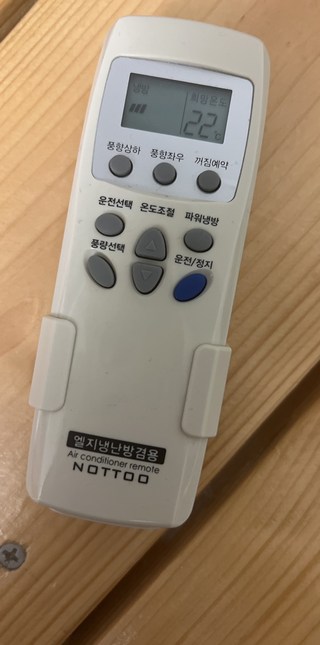 냉방
희망온도
22℃
풍향상하 풍향좌우 꺼짐예약
운전선택 온도조절 파워냉방
풍량선택 운전/정지
엘지냉난방겸용
Air conditioner remote
NOTTOO